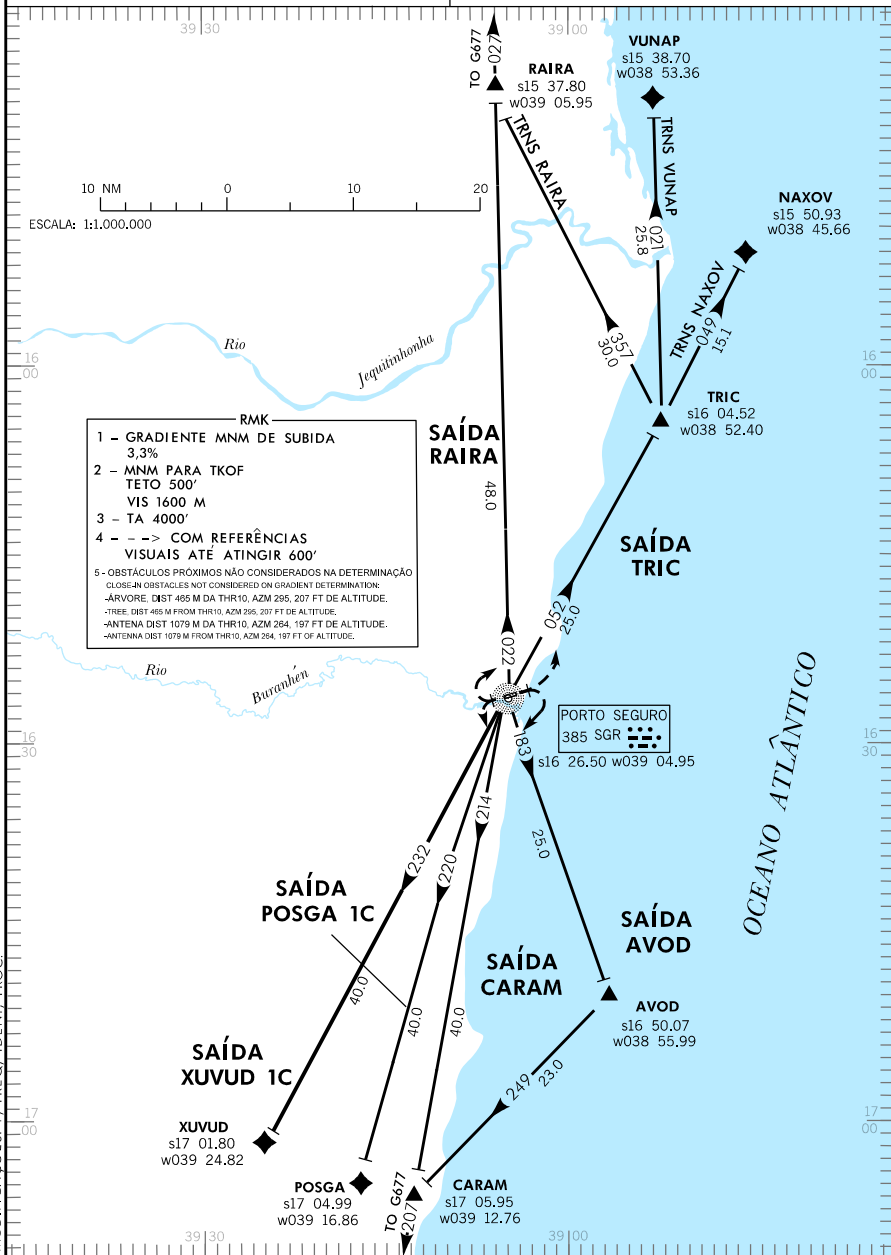 39 30
39 00
TO G677
027
RAIRA
s15 37.80
w039 05.95
VUNAP
s15 38.70
w038 53.36
TRNS RAIRA
TRNS VUNAP
10 NM 0 10 20
ESCALA: 1:1.000.000
NAXOV
s15 50.93
w038 45.66
021
25.8
TRNS NAXOV
049
15.1
357
30.0
Rio
Jequitinhonha
16
00
16
00
TRIC
s16 04.52
w038 52.40
RMK
1 - GRADIENTE MNM DE SUBIDA
3,3%
2 - MNM PARA TKOF
TETO 500'
VIS 1600 M
3 - TA 4000'
4 - - -> COM REFERÊNCIAS
VISUAIS ATÉ ATINGIR 600'
5 - OBSTÁCULOS PRÓXIMOS NÃO CONSIDERADOS NA DETERMINAÇÃO
CLOSE-IN OBSTACLES NOT CONSIDERED ON GRADIENT DETERMINATION:
-ÁRVORE, DIST 465 M DA THR10, AZM 295, 207 FT DE ALTITUDE.
-TREE, DIST 465 M FROM THR10, AZM 295, 207 FT DE ALTITUDE.
-ANTENA DIST 1079 M DA THR10, AZM 264, 197 FT DE ALTITUDE.
-ANTENNA DIST 1079 M FROM THR10, AZM 264, 197 FT OF ALTITUDE.
SAÍDA
RAIRA
48.0
SAÍDA
TRIC
052
25.0
022
Rio
Buranhén
PORTO SEGURO
385 SGR
s16 26.50 w039 04.95
16
30
16
30
183
25.0
214
220
232
OCEANO ATLÂNTICO
SAÍDA
POSGA 1C
SAÍDA
AVOD
SAÍDA
CARAM
40.0
40.0
40.0
AVOD
s16 50.07
w038 55.99
SAÍDA
XUVUD 1C
249
23.0
XUVUD
s17 01.80
w039 24.82
17
00
17
00
POSGA
s17 04.99
w039 16.86
TO G677
207
CARAM
s17 05.95
w039 12.76
39 30
39 00